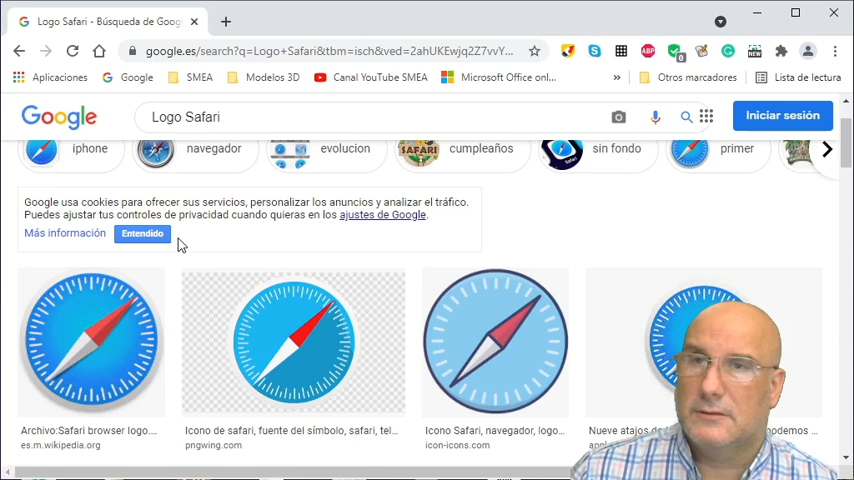 Logo Safari - Búsqueda de Goog
google.es/search?q=Logo+Safari&tbm=isch&ved=2ahUKEwjq2Z7vvY...
ABP
0
NEW
Aplicaciones
Google
SMEA
Modelos 3D
Canal YouTube SMEA
Microsoft Office onl...
»
Otros marcadores
Lista de lectura
Google
Logo Safari
Iniciar sesión
iphone
navegador
evolucion
cumpleaños
sin fondo
primer
Google usa cookies para ofrecer sus servicios, personalizar los anuncios y analizar el tráfico.
Puedes ajustar tus controles de privacidad cuando quieras en los ajustes de Google.
Más información
Entendido
Archivo:Safari browser logo....
Icono de safari, fuente del símbolo, safari, tel...
Icono Safari, navegador, logo...
Nueve atajos de
odemos ...
es.m.wikipedia.org
pngwing.com
icon-icons.com